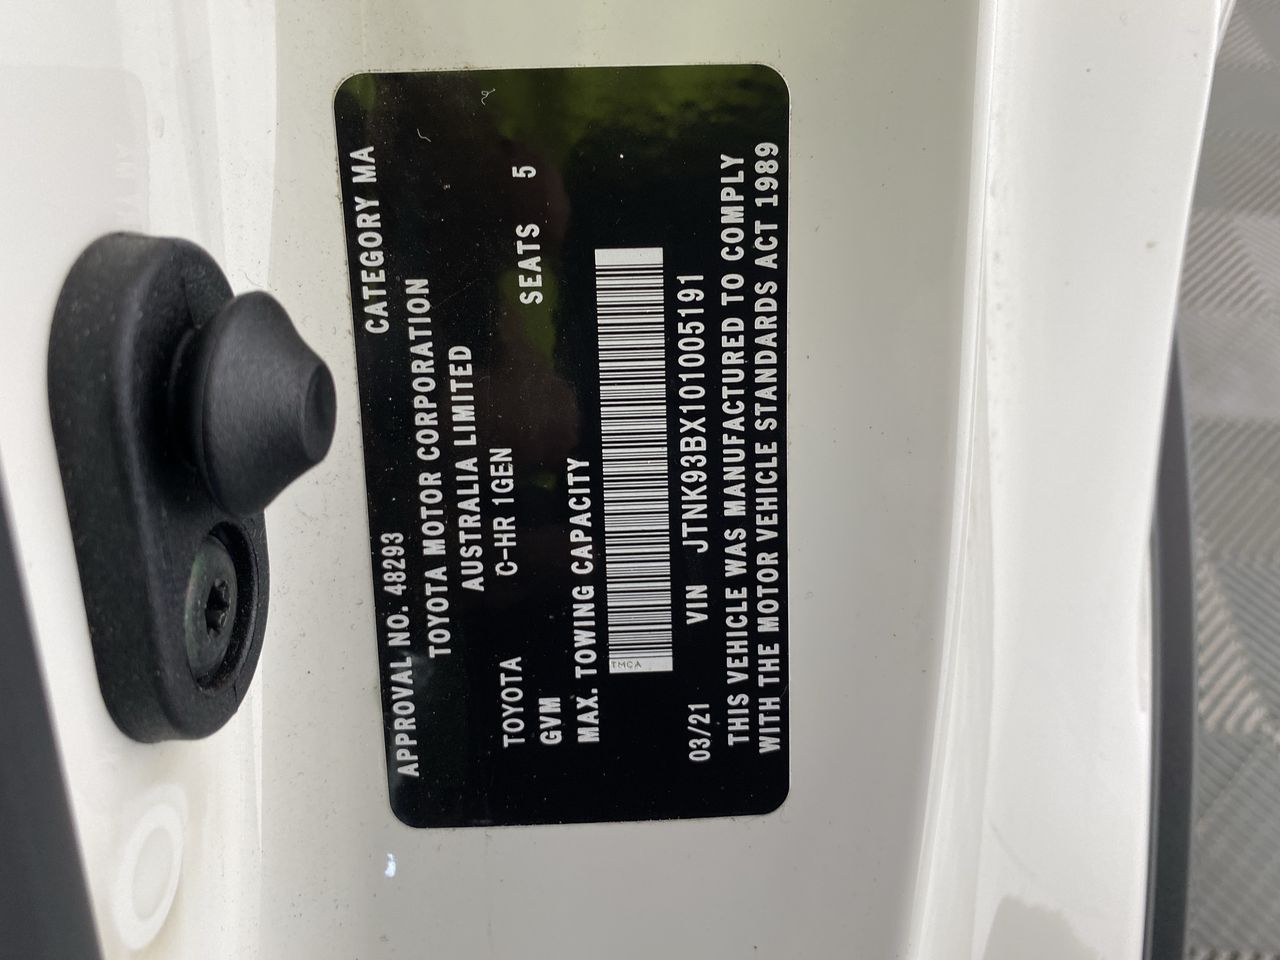 APPROVAL NO. 48293 CATEGORY MA
TOYOTA MOTOR CORPORATION
AUSTRALIA LIMITED
TOYOTA C-HR 1GEN SEATS 5
GVM
MAX. TOWING CAPACITY
TMCA
03/21 VIN JTNK93BX101005191
THIS VEHICLE WAS MANUFACTURED TO COMPLY
WITH THE MOTOR VEHICLE STANDARDS ACT 1989